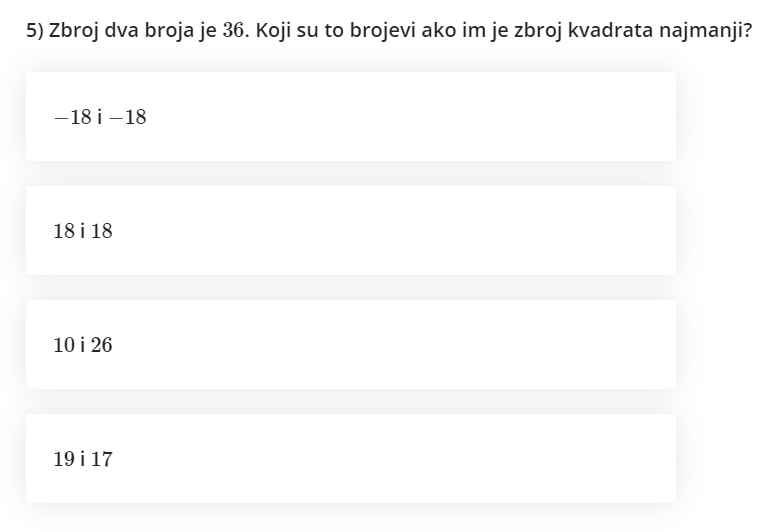 5) Zbroj dva broja je 36. Koji su to brojevi ako im je zbroj kvadrata najmanji?
−18 i −18
18 i 18
10 i 26
19 i 17